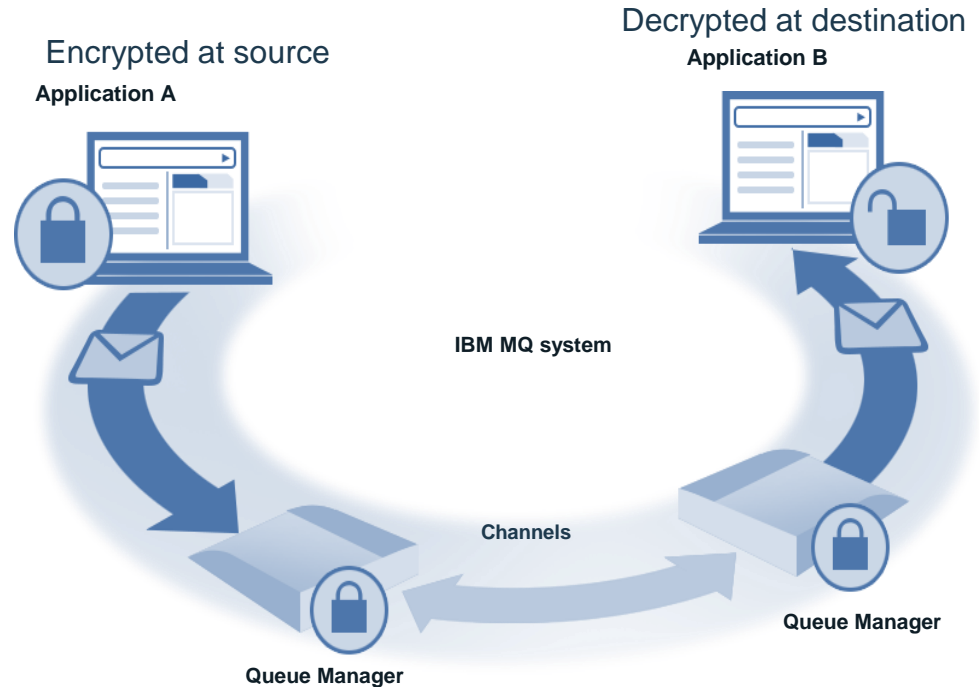 Decrypted at destination
Application B
Encrypted at source
Application A
IBM MQ system
Channels
Queue Manager
Queue Manager